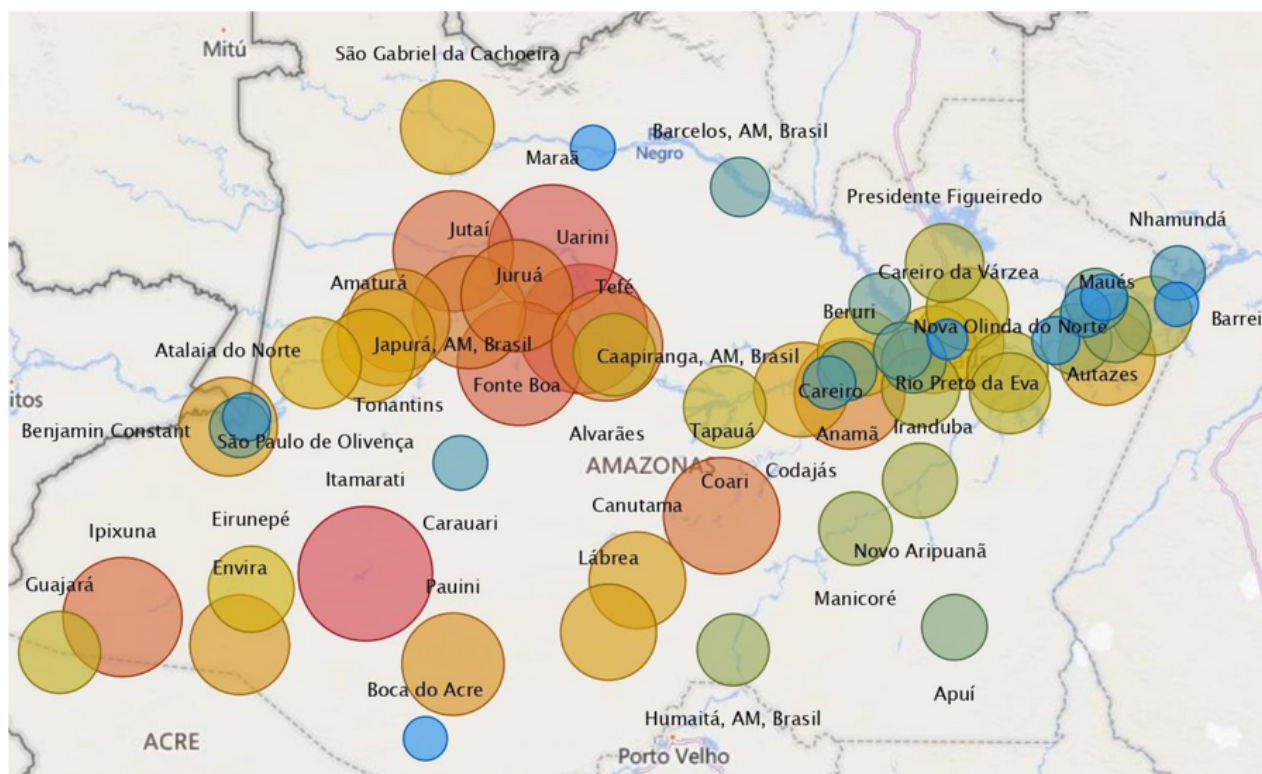 Mitú
São Gabriel da Cachoeira
Barcelos, AM, Brasil
Rio
Negro
Maraã
Presidente Figueiredo
Nhamundá
Jutaí
Uarini
Amaturá
Juruá
Tefé
Careiro da Várzea
Maués
Beruri
Nova Olinda do Norte
Barrei
Atalaia do Norte
Japurá, AM, Brasil
Caapiranga, AM, Brasil
Fonte Boa
Careiro
Rio Preto da Eva
Autazes
itos
Tonantins
Benjamin Constant
São Paulo de Olivença
Alvarães
Tapauá
Anamã
Iranduba
AMAZONAS
Codajás
Itamarati
Coari
Canutama
Ipixuna
Eirunepé
Carauari
Novo Aripuanã
Guajará
Envira
Lábrea
Pauini
Manicoré
Boca do Acre
Apuí
Humaitá, AM, Brasil
ACRE
Porto Velho